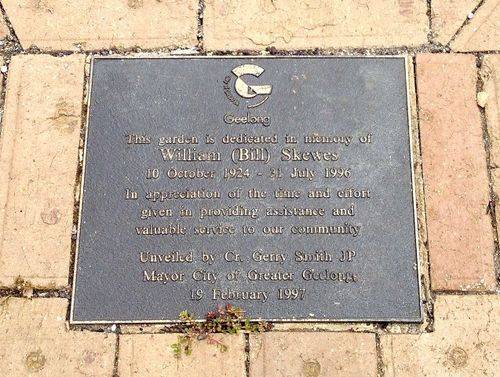 Geelong
This garden is dedicated in memory of
William (Bill) Skewes
10 October 1924 - 31 July 1996
In appreciation of the time and effort
given in providing assistance and
valuable service to our community
Unveiled by Cr. Gerry Smith JP
Mayor City of Greater Geelong
19 February 1997